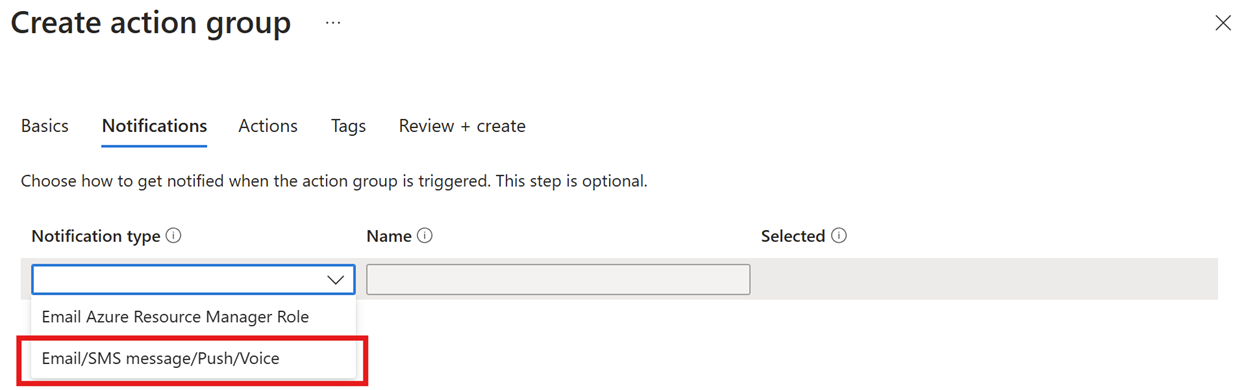 Create action group ...
Basics Notifications Actions Tags Review + create
Choose how to get notified when the action group is triggered. This step is optional.
Notification type Name Selected
Email Azure Resource Manager Role
Email/SMS message/Push/Voice